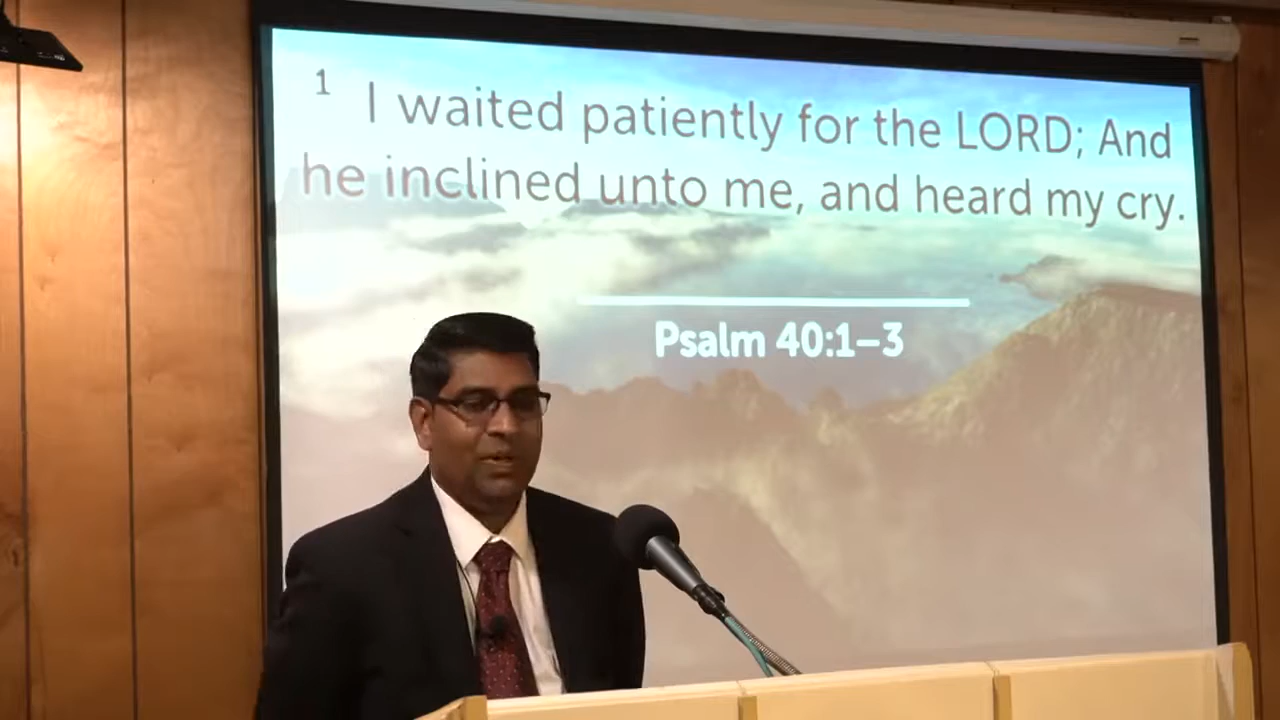 1 I waited patiently for the LORD; And
he inclined unto me, and heard my cry.
Psalm 40:1–3